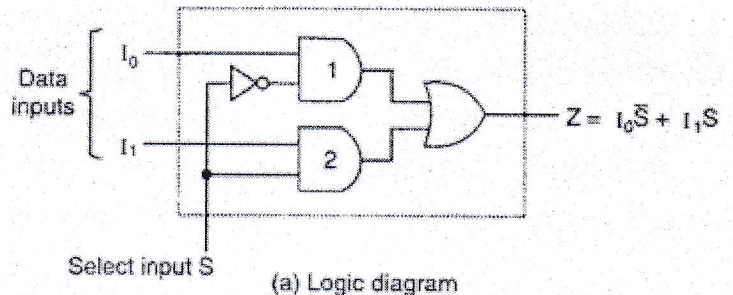 Data
inputs
I₀
I₁
1
2
Z = I₀S̅ + I₁S
Select input S
(a) Logic diagram